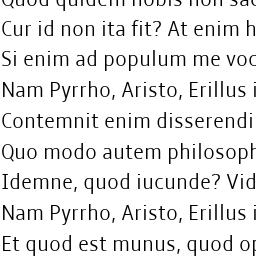 Quod quidem nobis non sae
Cur id non ita fit? At enim h
Si enim ad populum me voc
Nam Pyrrho, Aristo, Erillus i
Contemnit enim disserendi
Quo modo autem philosoph
Idemne, quod iucunde? Vid
Nam Pyrrho, Aristo, Erillus i
Et quod est munus, quod op